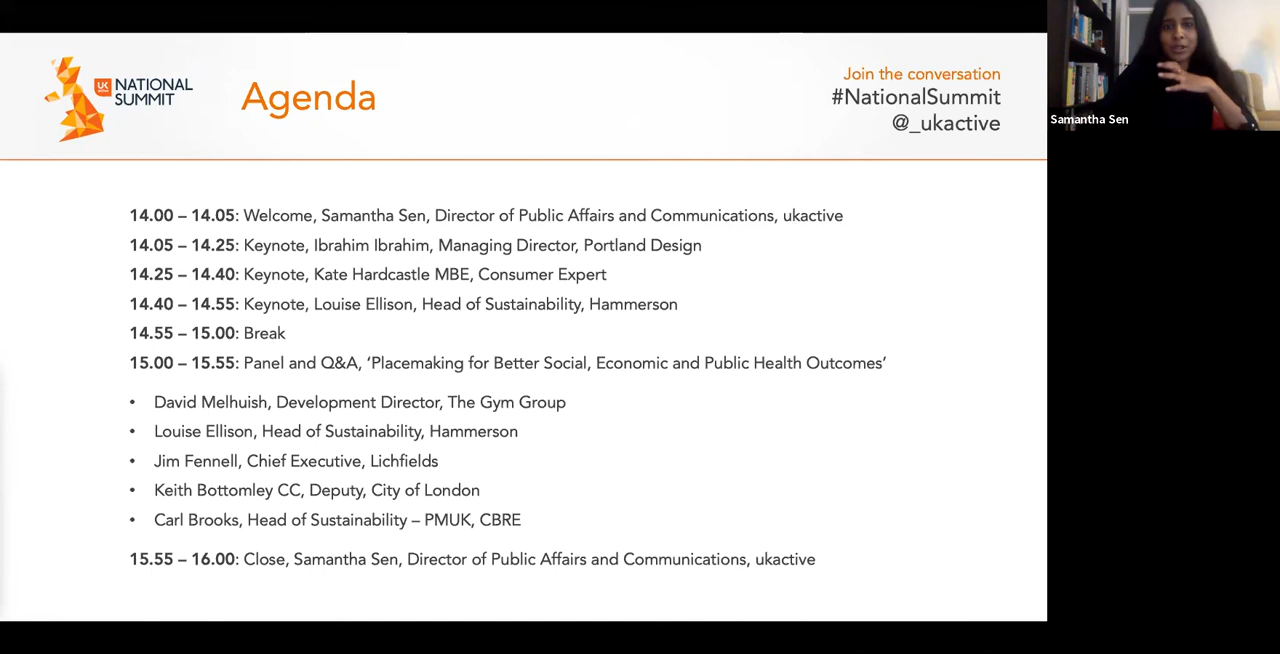 UK
NATIONAL
SUMMIT
Agenda
Join the conversation
#NationalSummit
@_ukactive
Samantha Sen
14.00 – 14.05: Welcome, Samantha Sen, Director of Public Affairs and Communications, ukactive
14.05 – 14.25: Keynote, Ibrahim Ibrahim, Managing Director, Portland Design
14.25 – 14.40: Keynote, Kate Hardcastle MBE, Consumer Expert
14.40 – 14.55: Keynote, Louise Ellison, Head of Sustainability, Hammerson
14.55 – 15.00: Break
15.00 – 15.55: Panel and Q&A, ‘Placemaking for Better Social, Economic and Public Health Outcomes’
• David Melhuish, Development Director, The Gym Group
• Louise Ellison, Head of Sustainability, Hammerson
• Jim Fennell, Chief Executive, Lichfields
• Keith Bottomley CC, Deputy, City of London
• Carl Brooks, Head of Sustainability – PMUK, CBRE
15.55 – 16.00: Close, Samantha Sen, Director of Public Affairs and Communications, ukactive